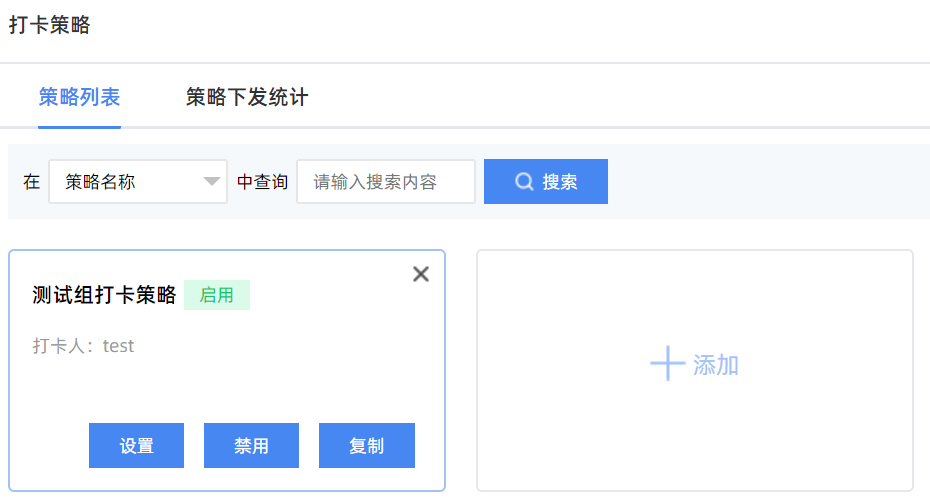 打卡策略
策略列表 策略下发统计
在 策略名称 中查询 请输入搜索内容 搜索
测试组打卡策略 启用
打卡人：test
添加
设置 禁用 复制